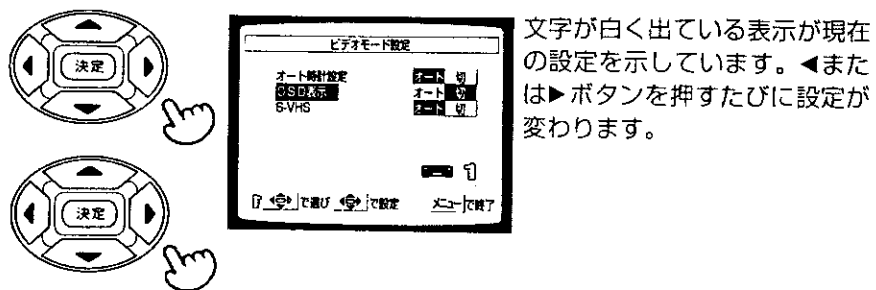 決定
ビデオモード設定
オート時計設定 オート 切
OSD表示 オート 切
S-VHS オート 切
で選び で設定 メニューで終了
決定
文字が白く出ている表示が現在
の設定を示しています。◀また
は▶ボタンを押すたびに設定が
変わります。